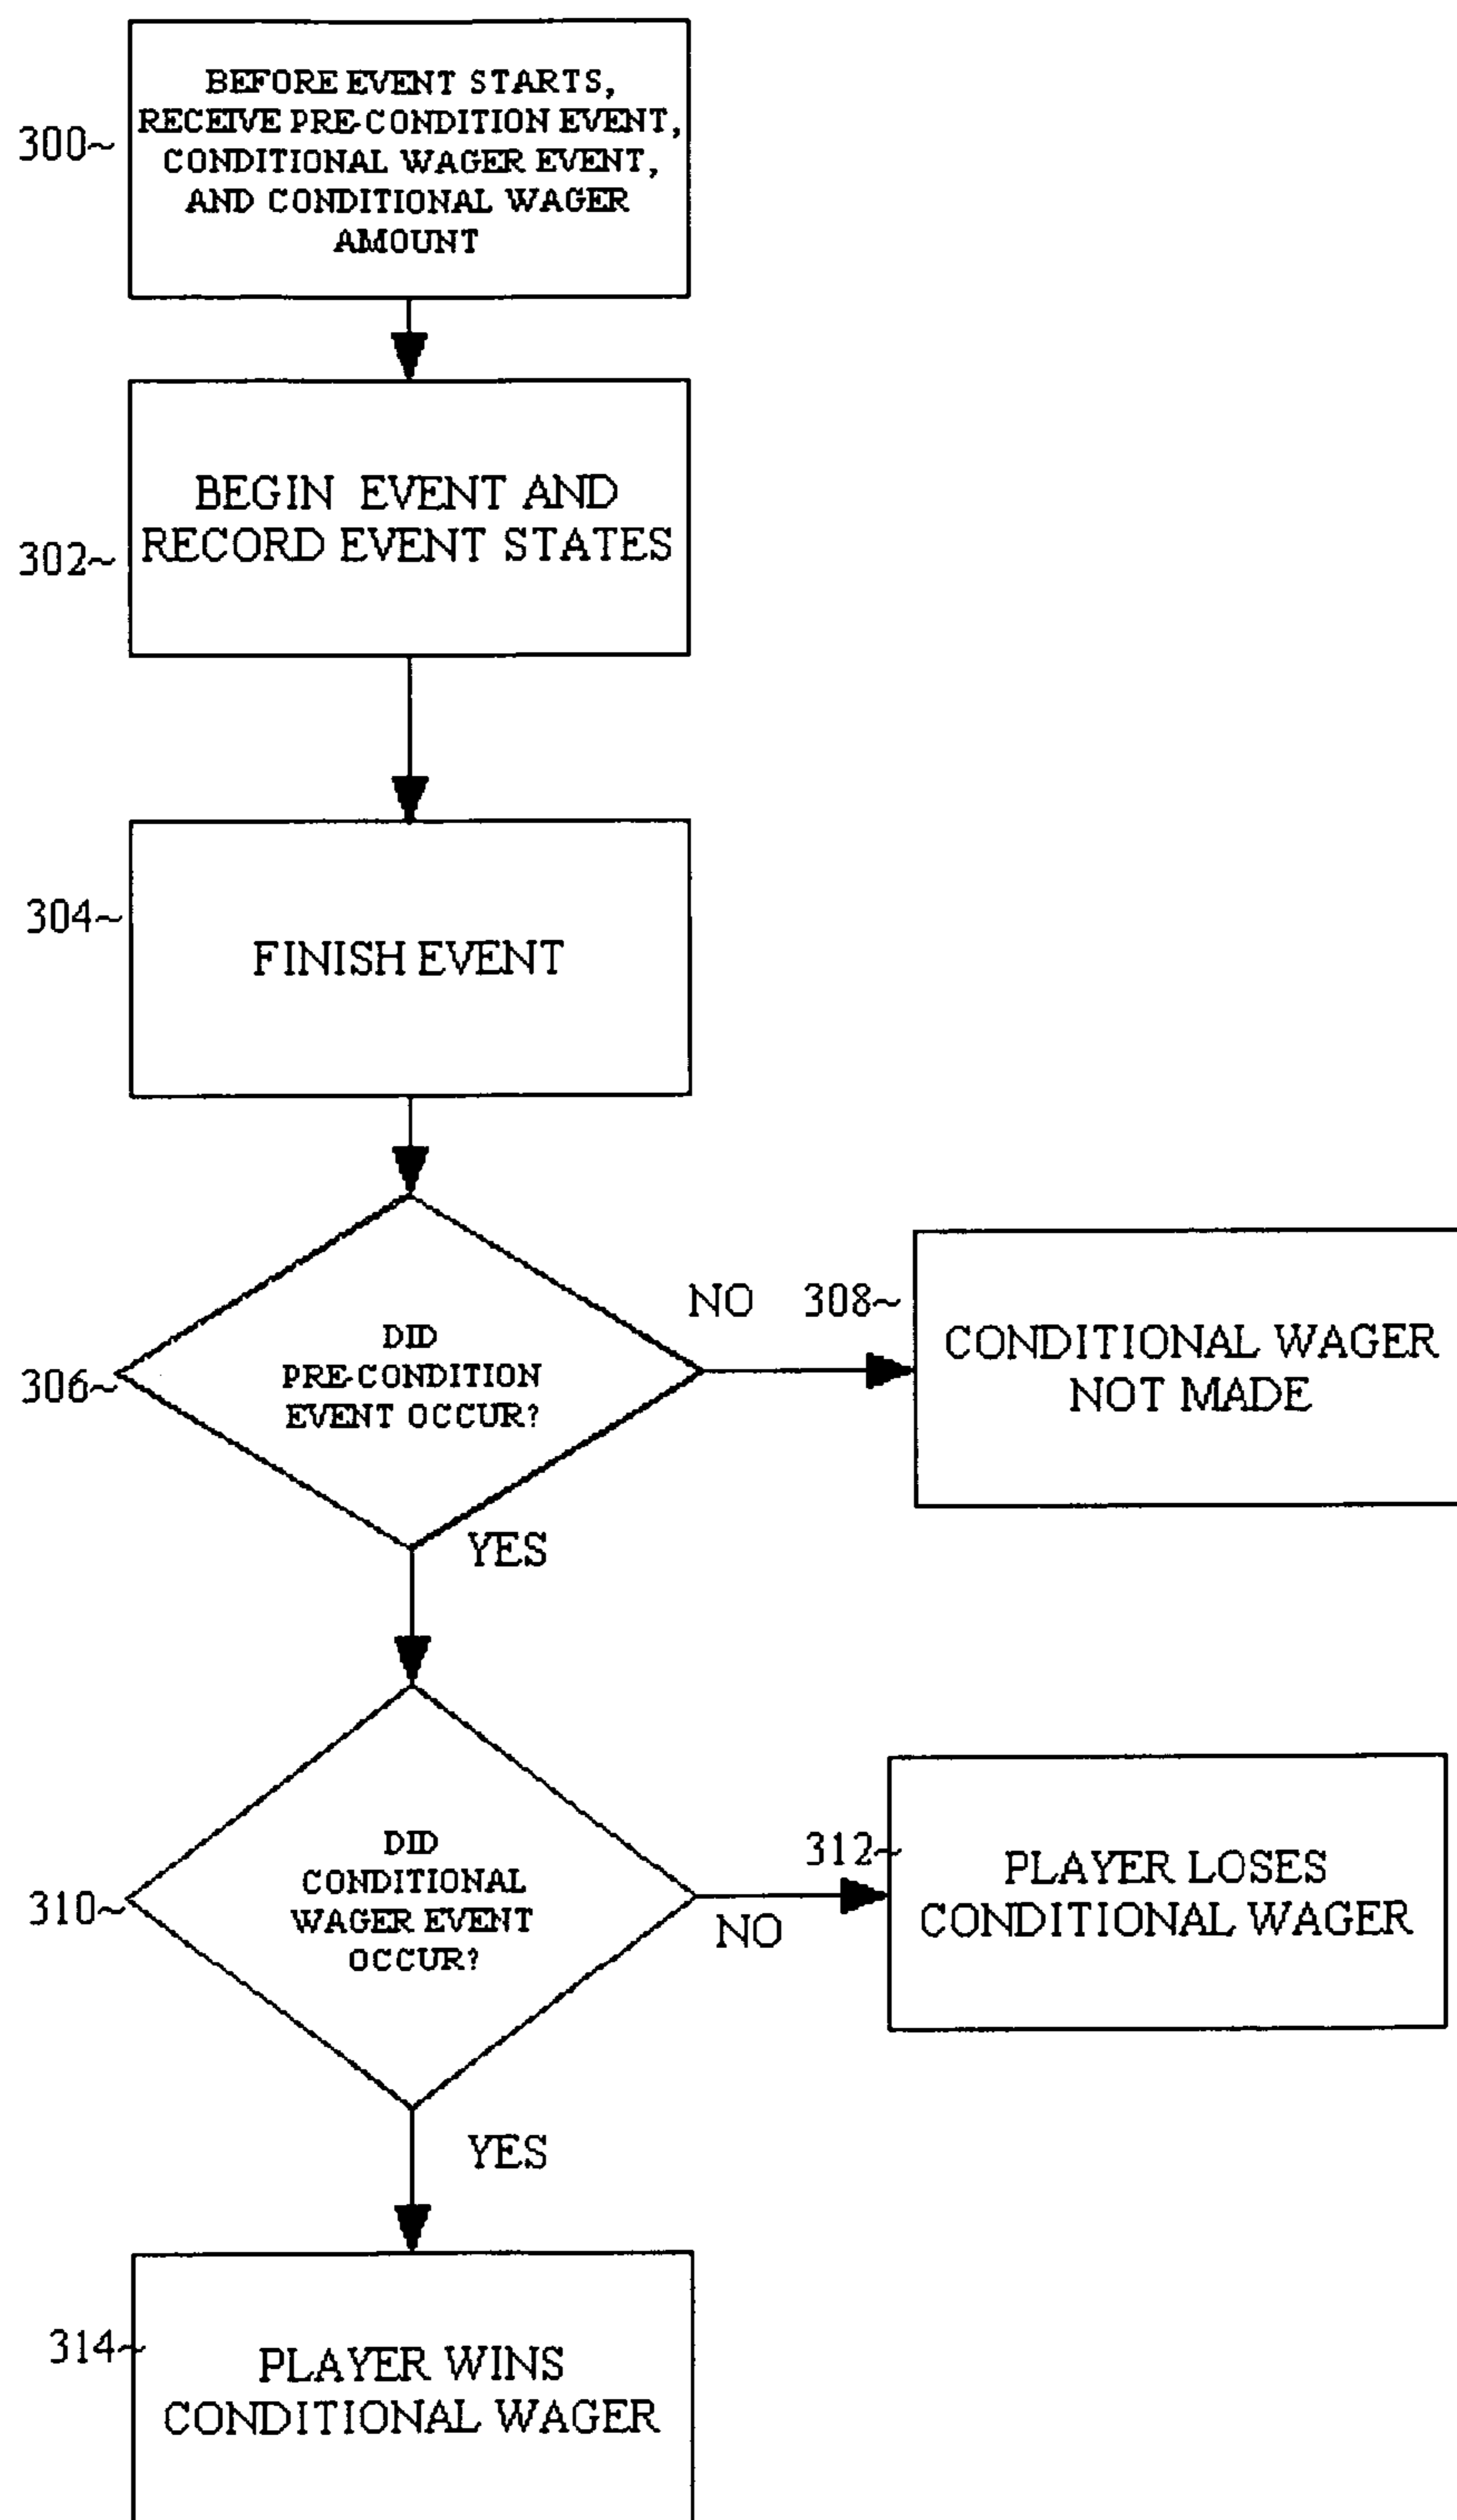 BEFORE EVENT STARTS,
RECEIVE PRE-CONDITION EVENT,
CONDITIONAL WAGER EVENT,
AND CONDITIONAL WAGER
AMOUNT
300~
BEGIN EVENT AND
RECORD EVENT STATES
302~
304~
FINISH EVENT
306~
DID
PRE-CONDITION
EVENT OCCUR?
NO
308~
CONDITIONAL WAGER
NOT MADE
YES
310~
DID
CONDITIONAL
WAGER EVENT
OCCUR?
NO
312~
PLAYER LOSES
CONDITIONAL WAGER
YES
314~
PLAYER WINS
CONDITIONAL WAGER